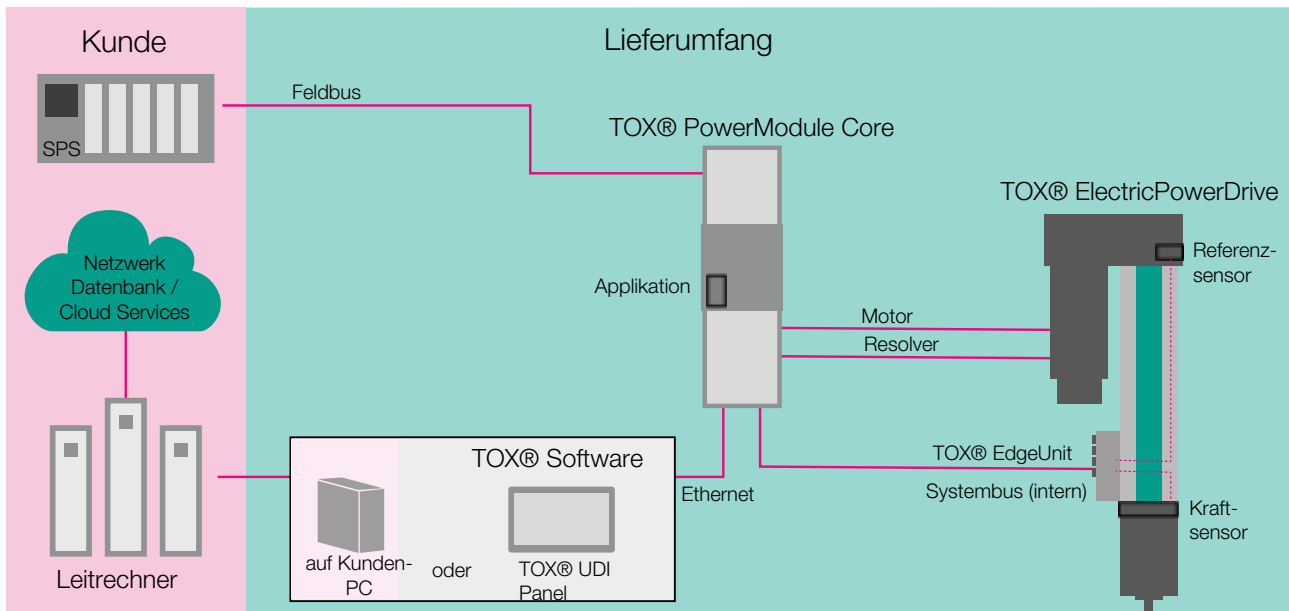 Kunde
Lieferumfang
SPS
Feldbus
TOX® PowerModule Core
TOX® ElectricPowerDrive
Referenz-
sensor
Netzwerk
Datenbank /
Cloud Services
Applikation
Motor
Resolver
TOX® EdgeUnit
Systembus (intern)
Kraft-
sensor
Ethernet
TOX® Software
auf Kunden-
PC
oder
TOX® UDI
Panel
Leitrechner